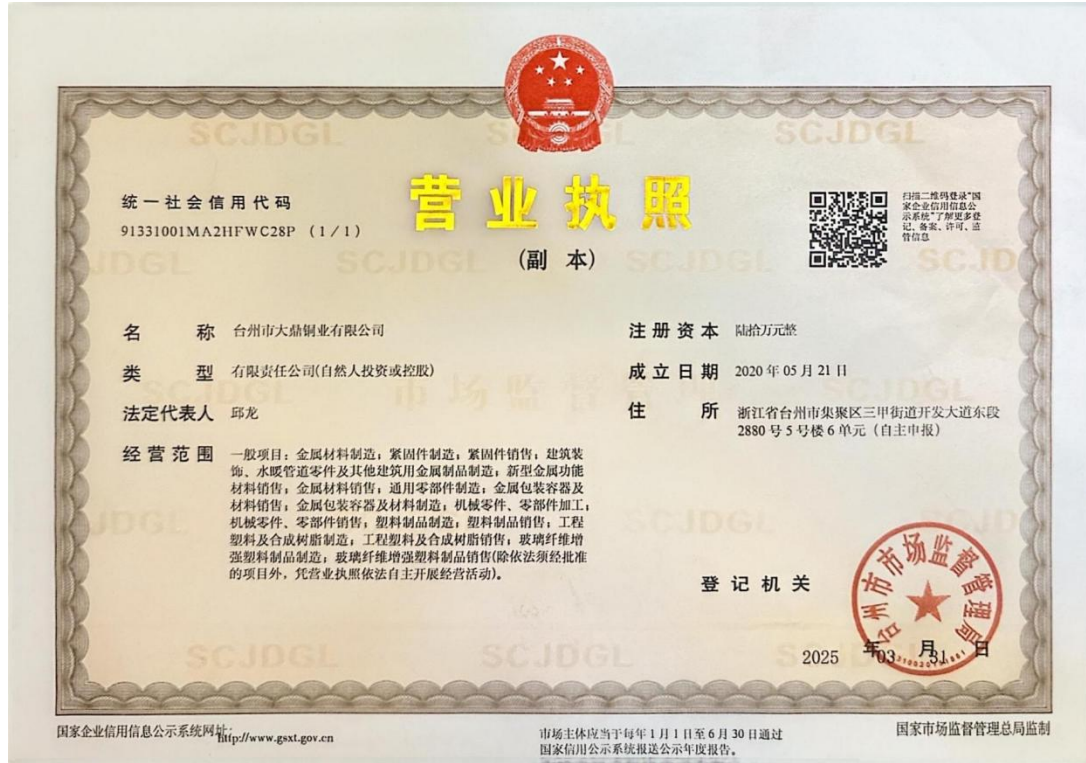 营业执照
(副 本)
统一社会信用代码
91331001MA2HFWC28P (1/1)
扫描二维码登录“国
家企业信用信息公
示系统”了解更多登
记、备案、许可、监
管信息
名 称 台州市大鼎铜业有限公司
类 型 有限责任公司(自然人投资或控股)
法定代表人 邱龙
经营范围 一般项目：金属材料制造；紧固件制造；紧固件销售；建筑装
饰、水暖管道零件及其他建筑用金属制品制造；新型金属功能
材料销售；金属材料销售；通用零部件制造；金属包装容器及
材料销售；金属包装容器及材料制造；机械零件、零部件加工；
机械零件、零部件销售；塑料制品制造；塑料制品销售；工程
塑料及合成树脂制造；工程塑料及合成树脂销售；玻璃纤维增
强塑料制品制造；玻璃纤维增强塑料制品销售(除依法须经批准
的项目外，凭营业执照依法自主开展经营活动)。
注册资本 陆拾万元整
成立日期 2020年05月21日
住 所 浙江省台州市集聚区三甲街道开发大道东段
2880号5号楼6单元（自主申报）
登记机关
台州市市场监督管理局
2025 年03 月31 日
国家企业信用信息公示系统网址：http://www.gsxt.gov.cn
市场主体应当于每年1月1日至6月30日通过
国家信用公示系统报送公示年度报告。
国家市场监督管理总局监制